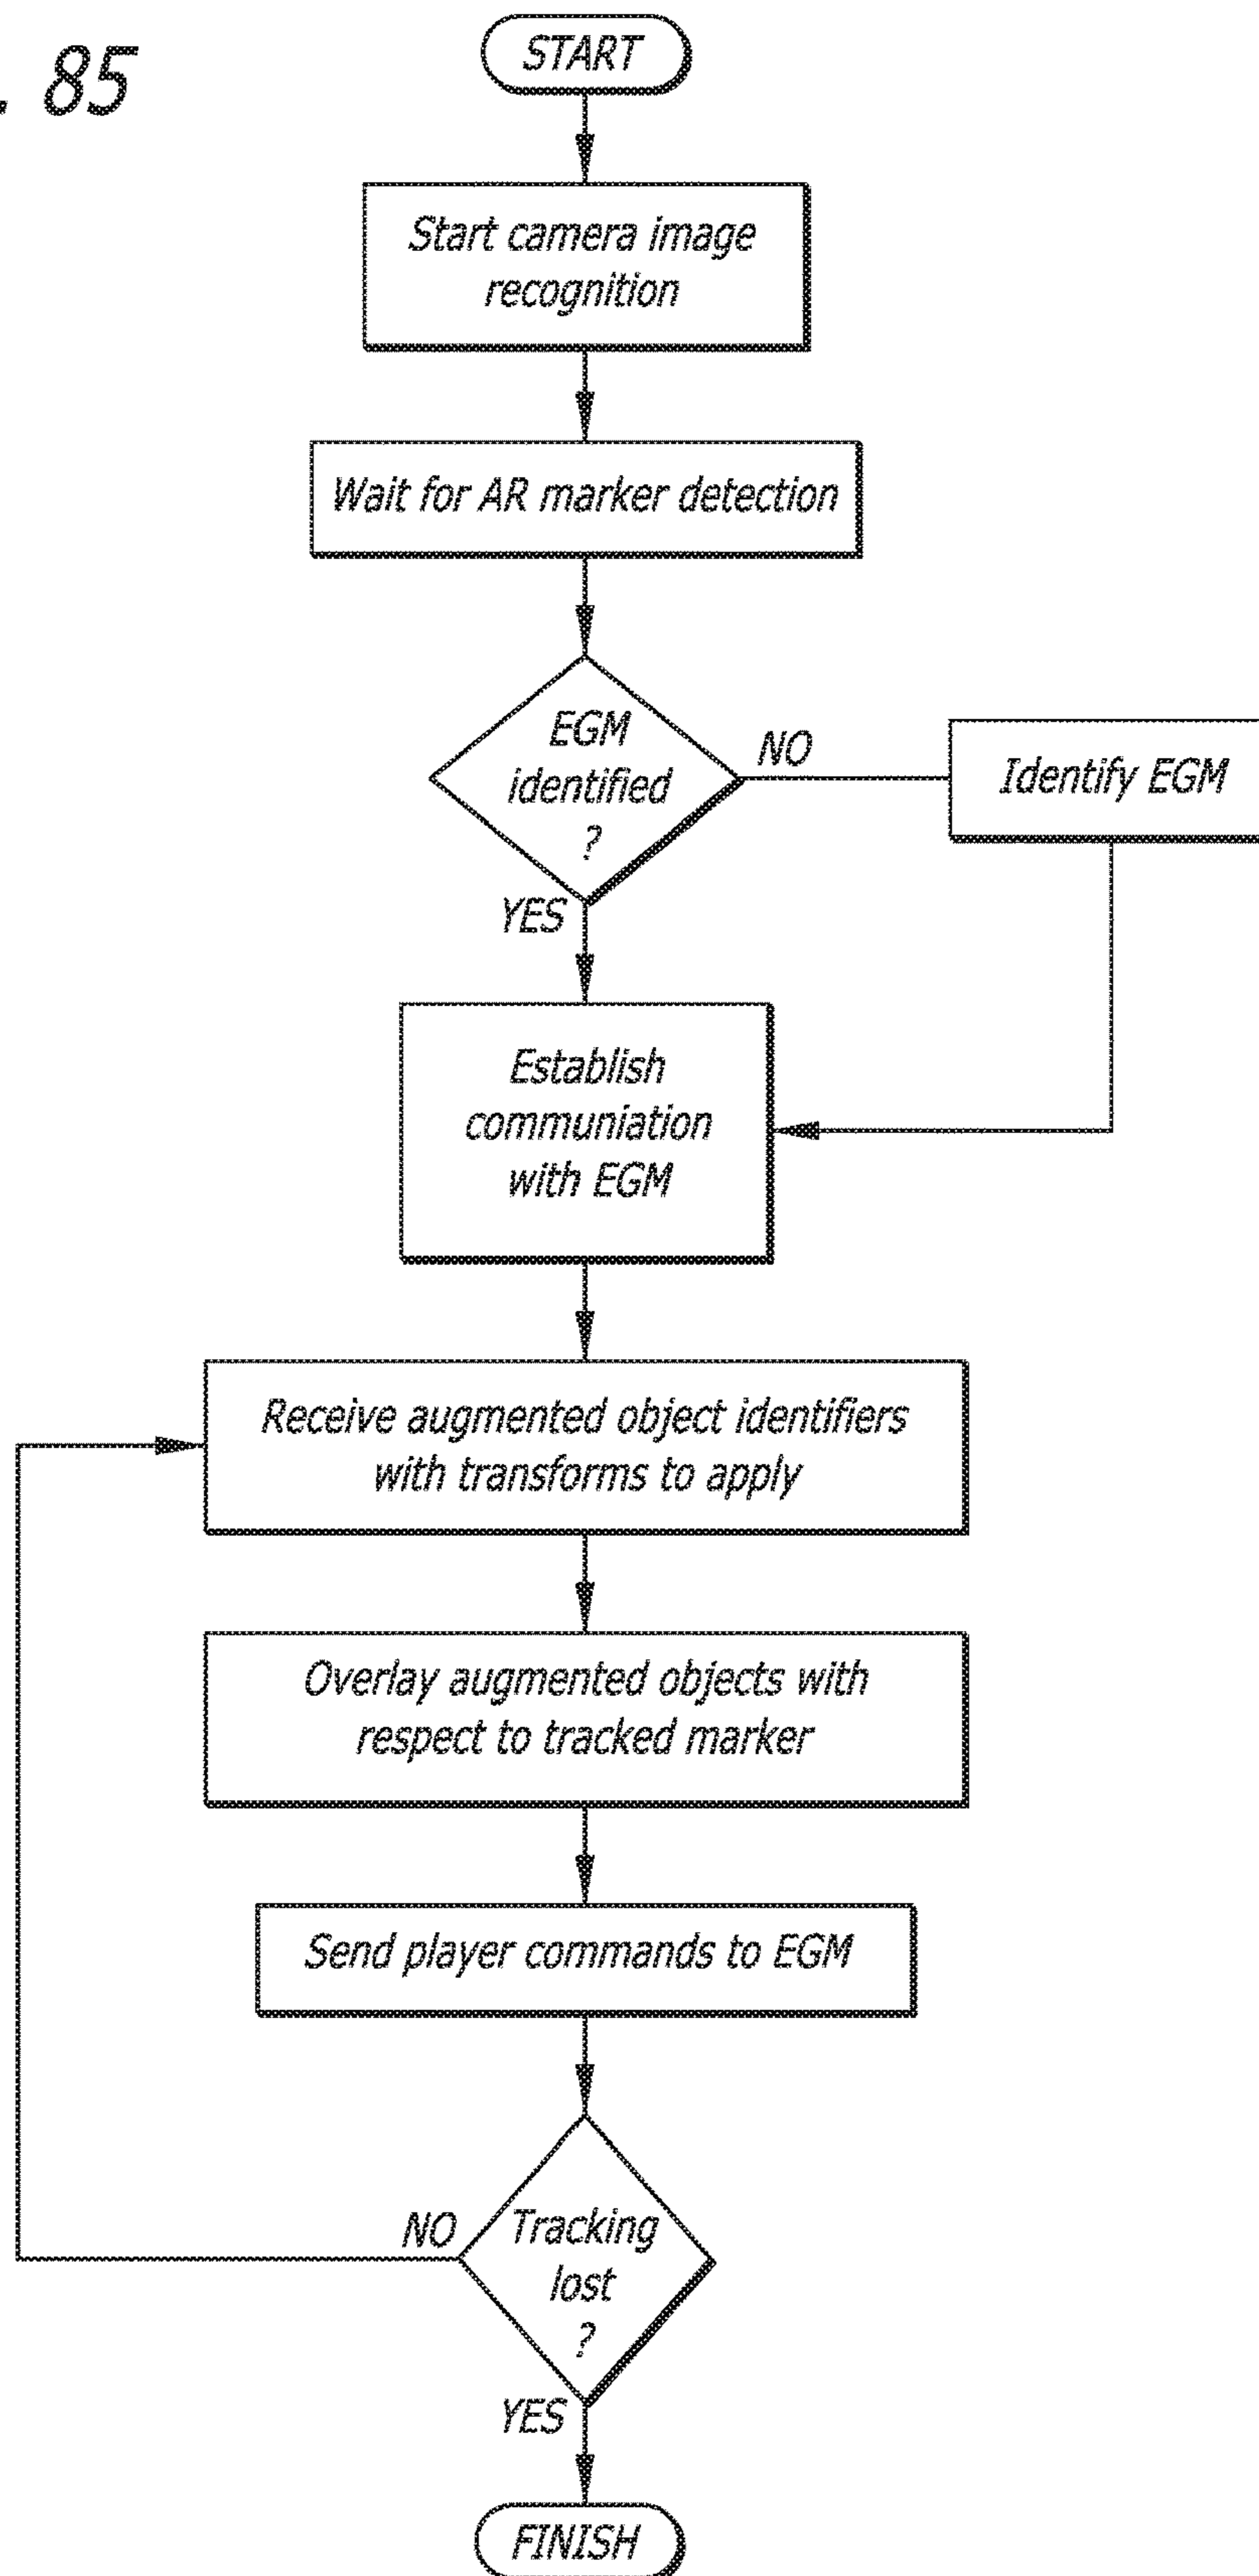 . 85
START
Start camera image
recognition
Wait for AR marker detection
EGM
identified
?
NO
Identify EGM
YES
Establish
communiation
with EGM
Receive augmented object identifiers
with transforms to apply
Overlay augmented objects with
respect to tracked marker
Send player commands to EGM
Tracking
lost
?
NO
YES
FINISH